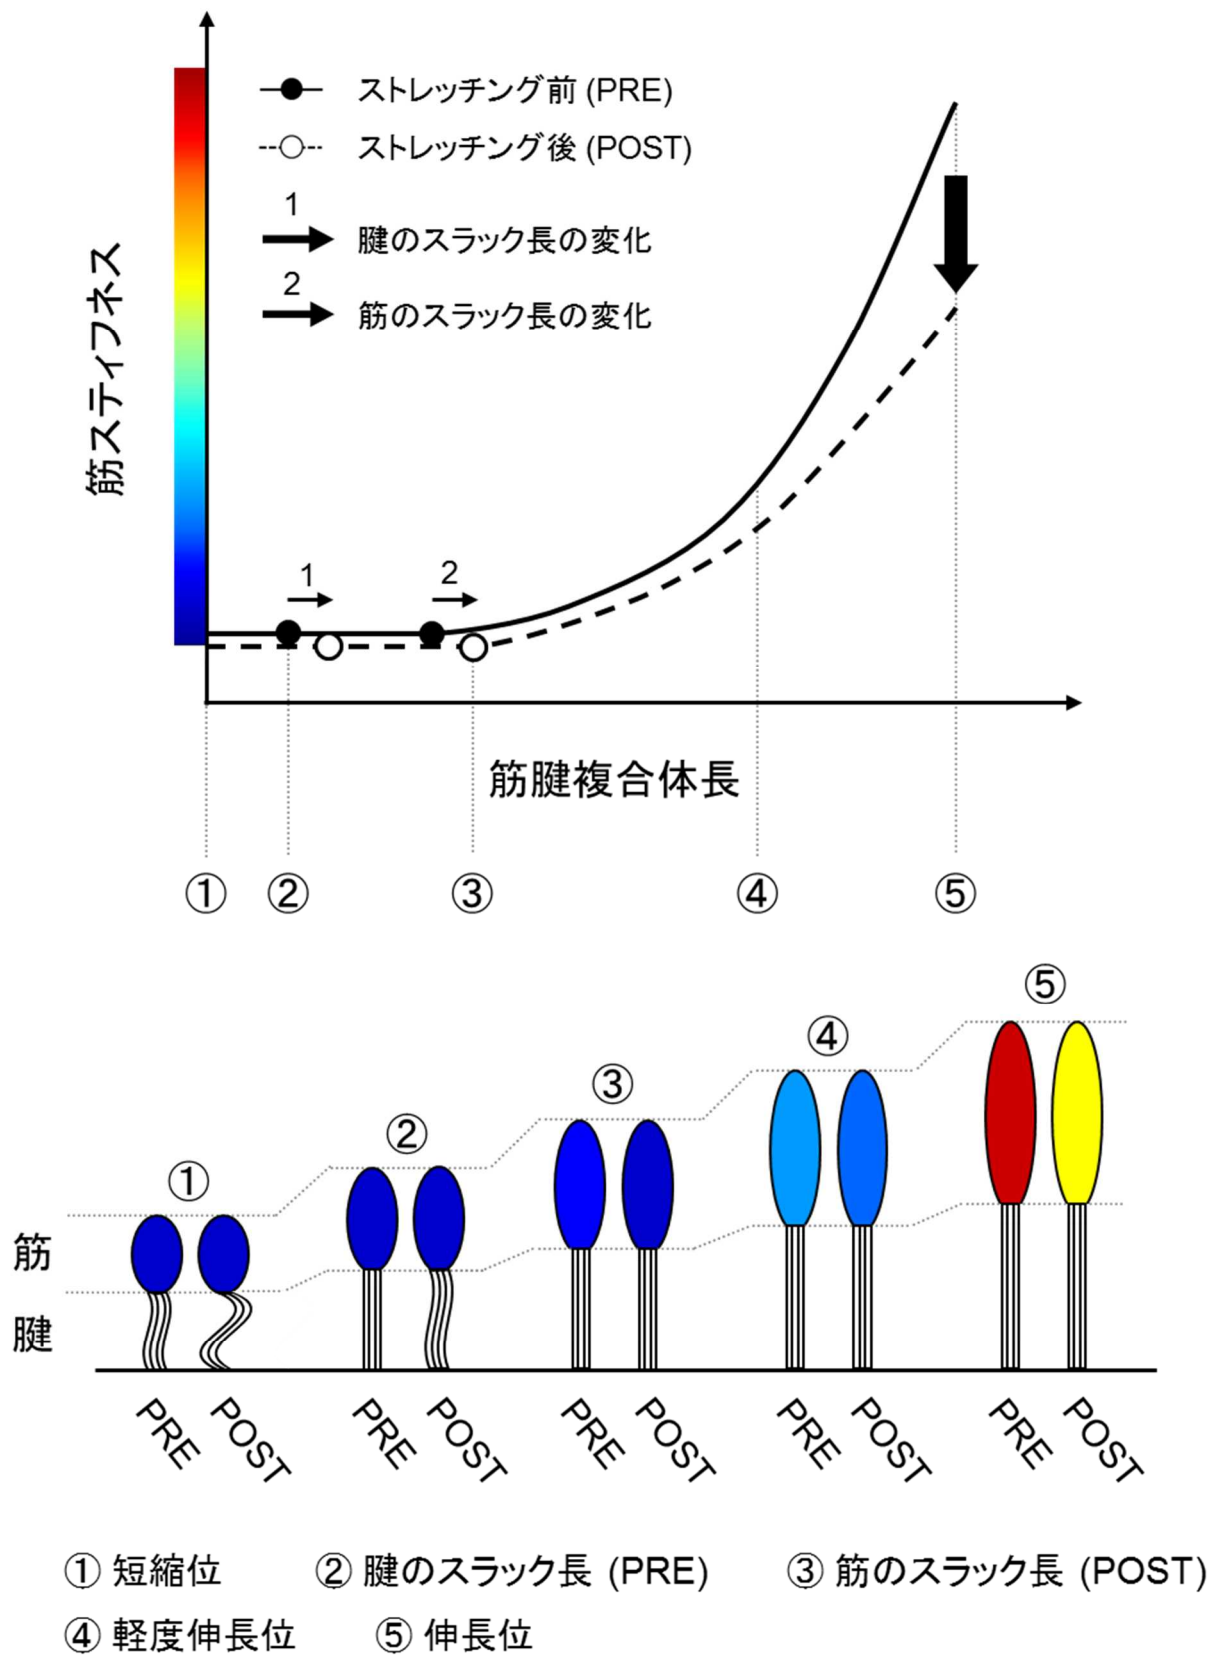 ストレッチング前 (PRE)
ストレッチング後 (POST)
1
腱のスラック長の変化
2
筋のスラック長の変化
筋スティフネス
1
2
筋腱複合体長
① ② ③ ④ ⑤
⑤
④
③
②
①
筋
腱
PRE POST PRE POST PRE POST PRE POST PRE POST
① 短縮位 ② 腱のスラック長 (PRE) ③ 筋のスラック長 (POST)
④ 軽度伸長位 ⑤ 伸長位